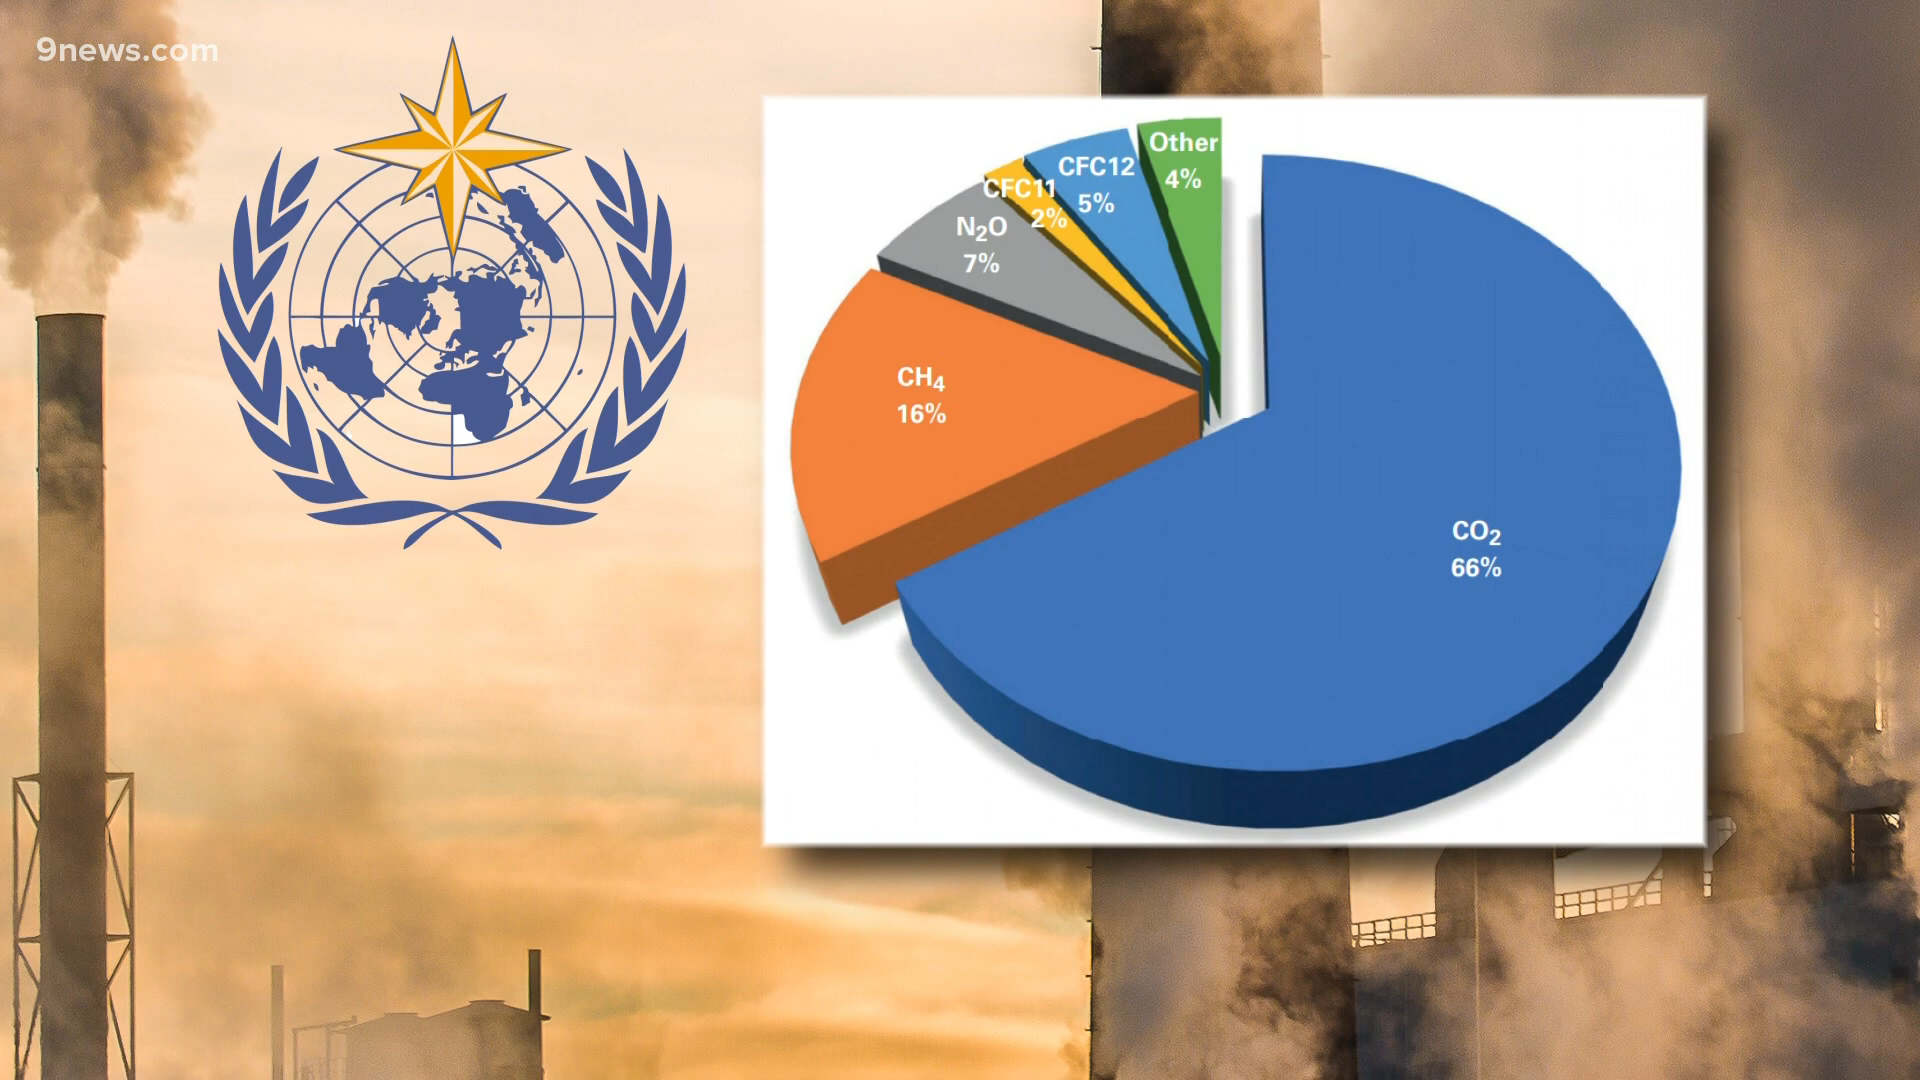 9news.com
Other
4%
CFC12
5%
CFC11
2%
N₂O
7%
CH₄
16%
CO₂
66%